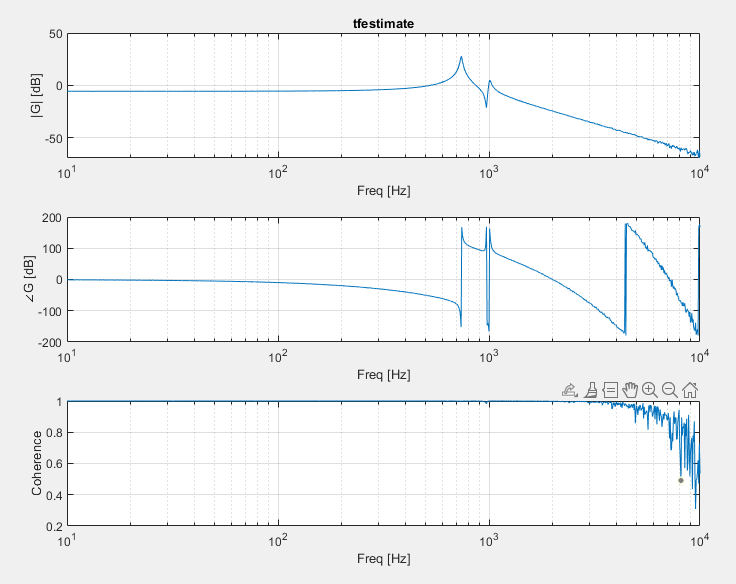 tfestimate
50
0
-50
|G| [dB]
10^1 10^2 10^3 10^4
Freq [Hz]
200
100
0
-100
-200
∠G [dB]
10^1 10^2 10^3 10^4
Freq [Hz]
1
0.8
0.6
0.4
0.2
Coherence
10^1 10^2 10^3 10^4
Freq [Hz]